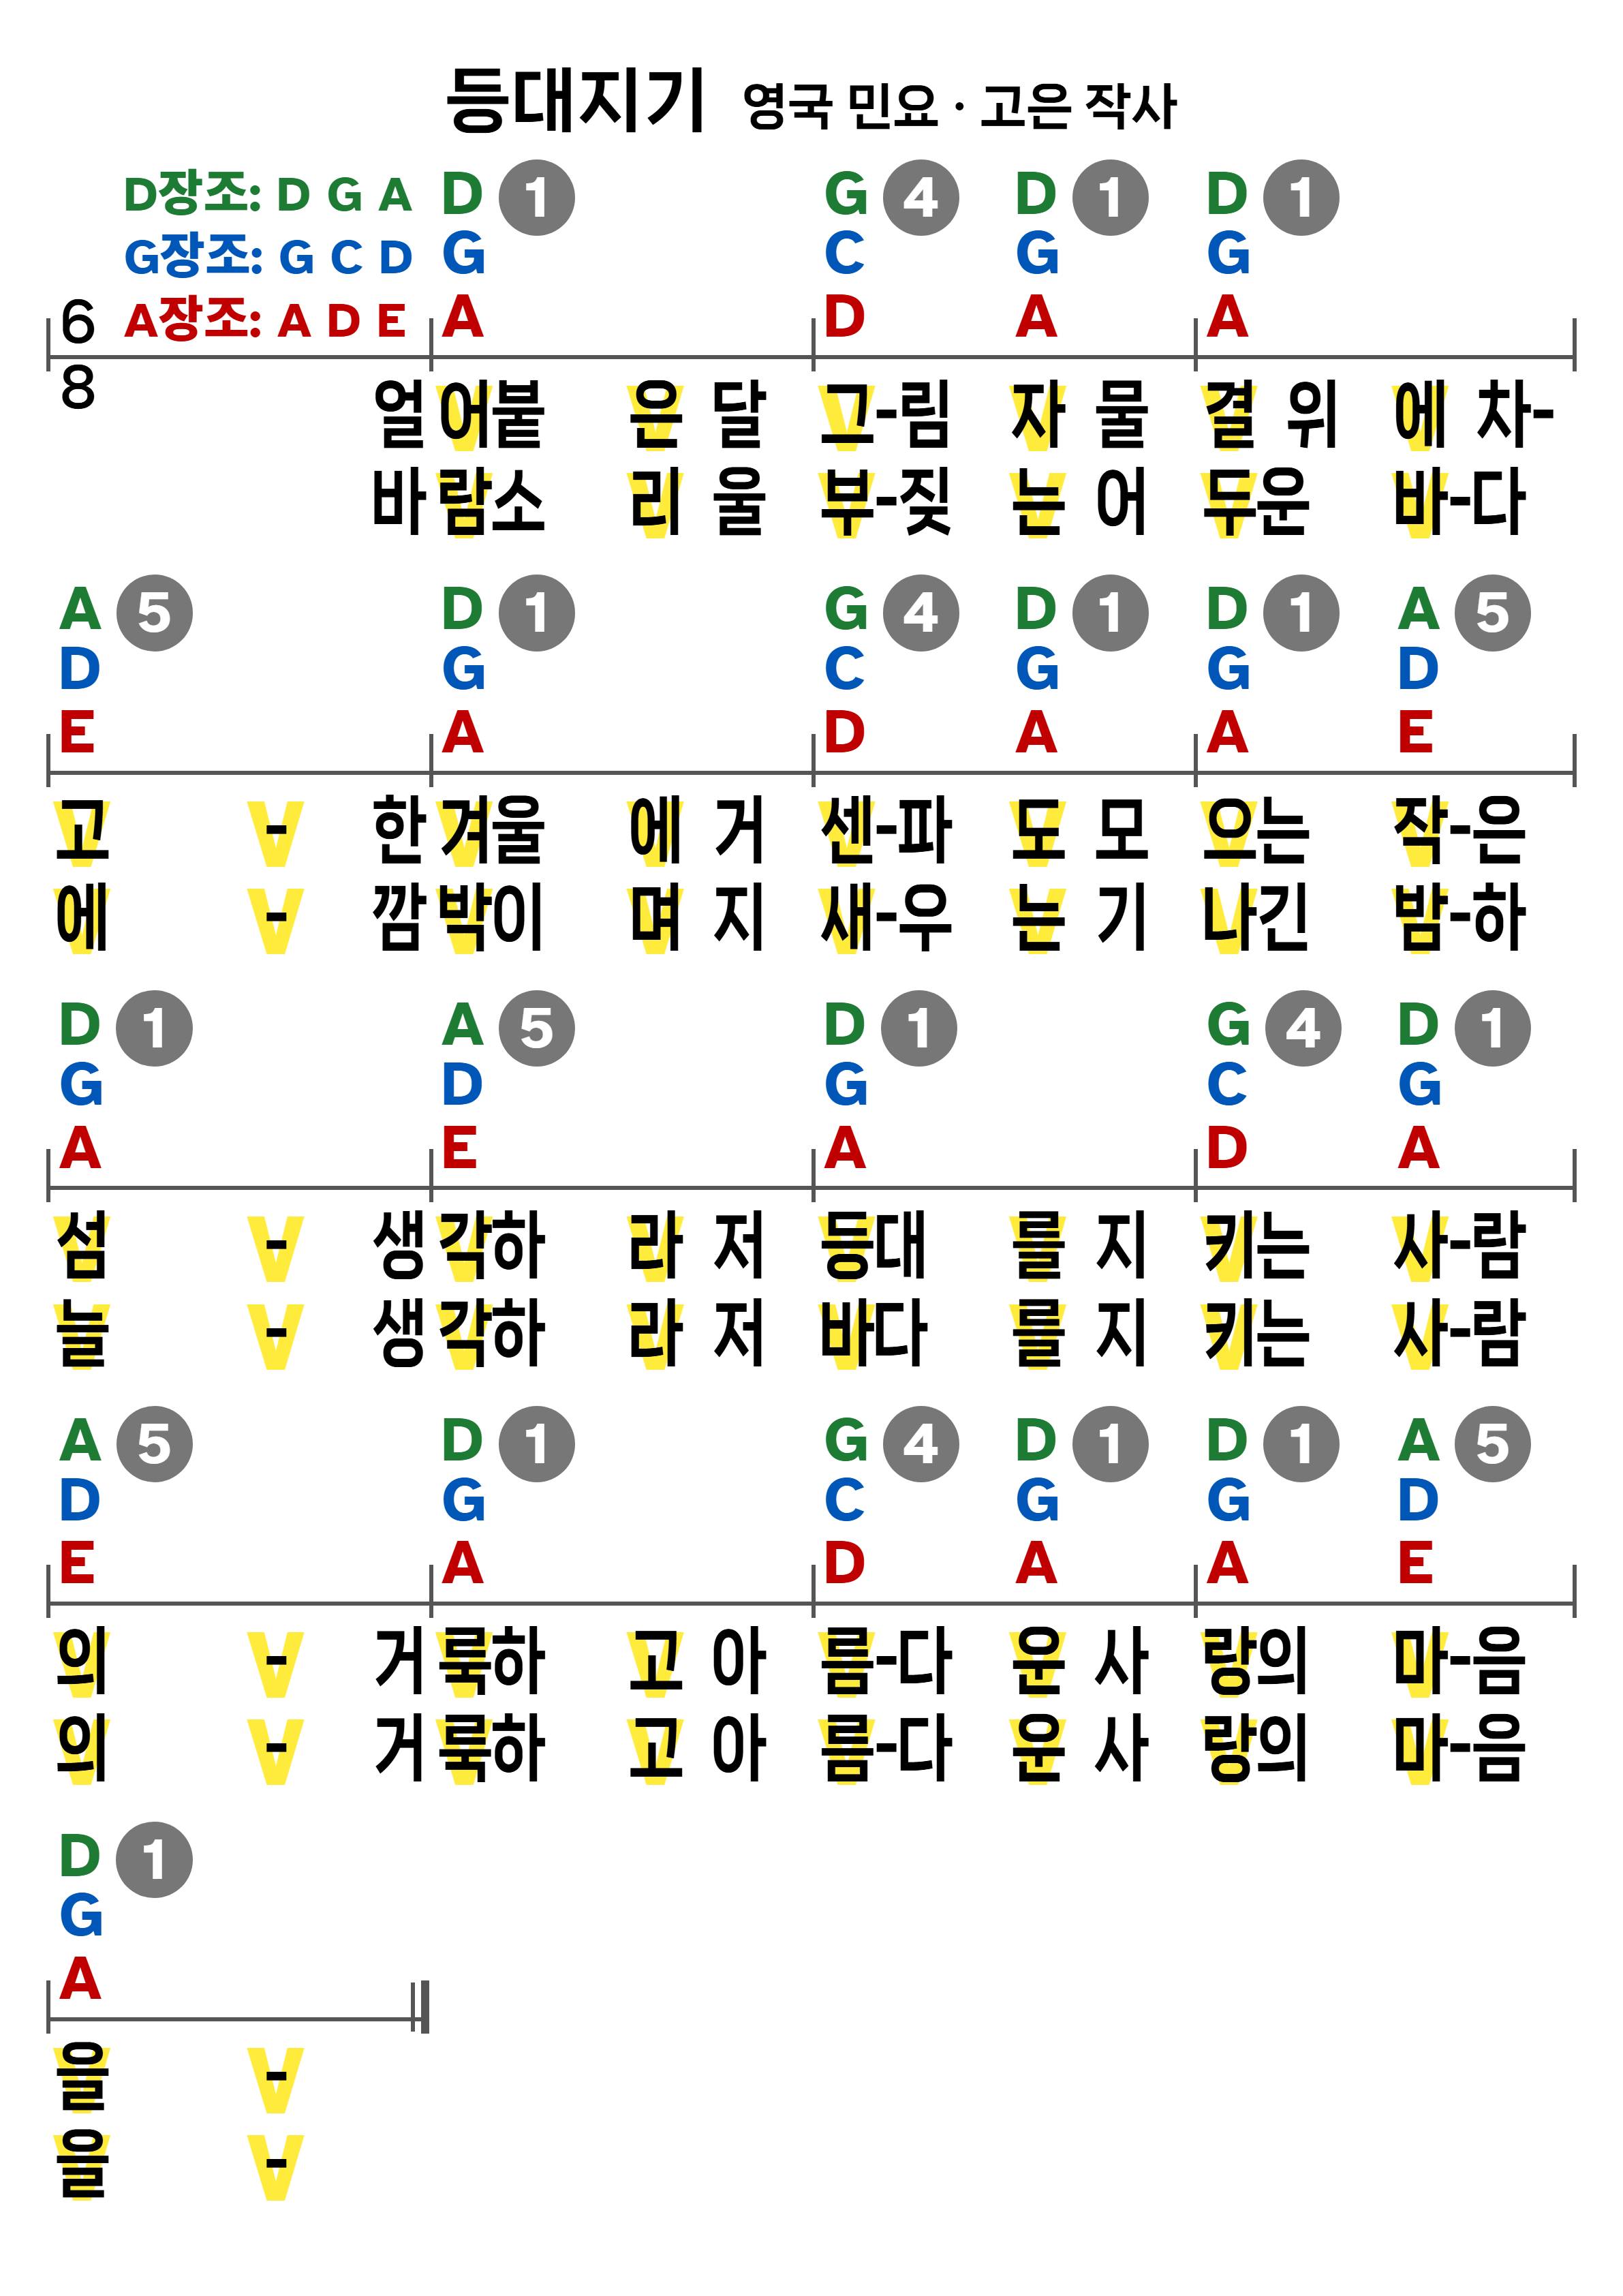 등대지기 영국 민요 · 고은 작사
D장조: D G A D 1 G 4 D 1 D 1
G장조: G C D G C G G
A장조: A D E A D A A
6
8
얼 어붙 은 달 그-림 자 물 결 위 에 차-
바 람소 리 울 부-짖 는 어 두운 바-다
A 5 D 1 G 4 D 1 D 1 A 5
D G C G G D
E A D A A E
고 - 한 겨울 에 거 센-파 도 모 으는 작-은
에 - 깜 박이 며 지 새-우 는 기 나긴 밤-하
D 1 A 5 D 1 G 4 D 1
G D G C G
A E A D A
섬 - 생 각하 라 저 등대 를 지 키는 사-람
늘 - 생 각하 라 저 바다 를 지 키는 사-람
A 5 D 1 G 4 D 1 D 1 A 5
D G C G G D
E A D A A E
의 - 거 룩하 고 아 름-다 운 사 랑의 마-음
의 - 거 룩하 고 아 름-다 운 사 랑의 마-음
D 1
G
A
을 -
을 -